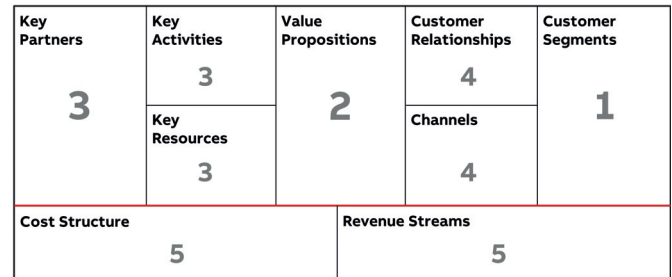 Key
Partners
3
Key
Activities
3
Key
Resources
3
Value
Propositions
2
Customer
Relationships
4
Channels
4
Customer
Segments
1
Cost Structure
5
Revenue Streams
5